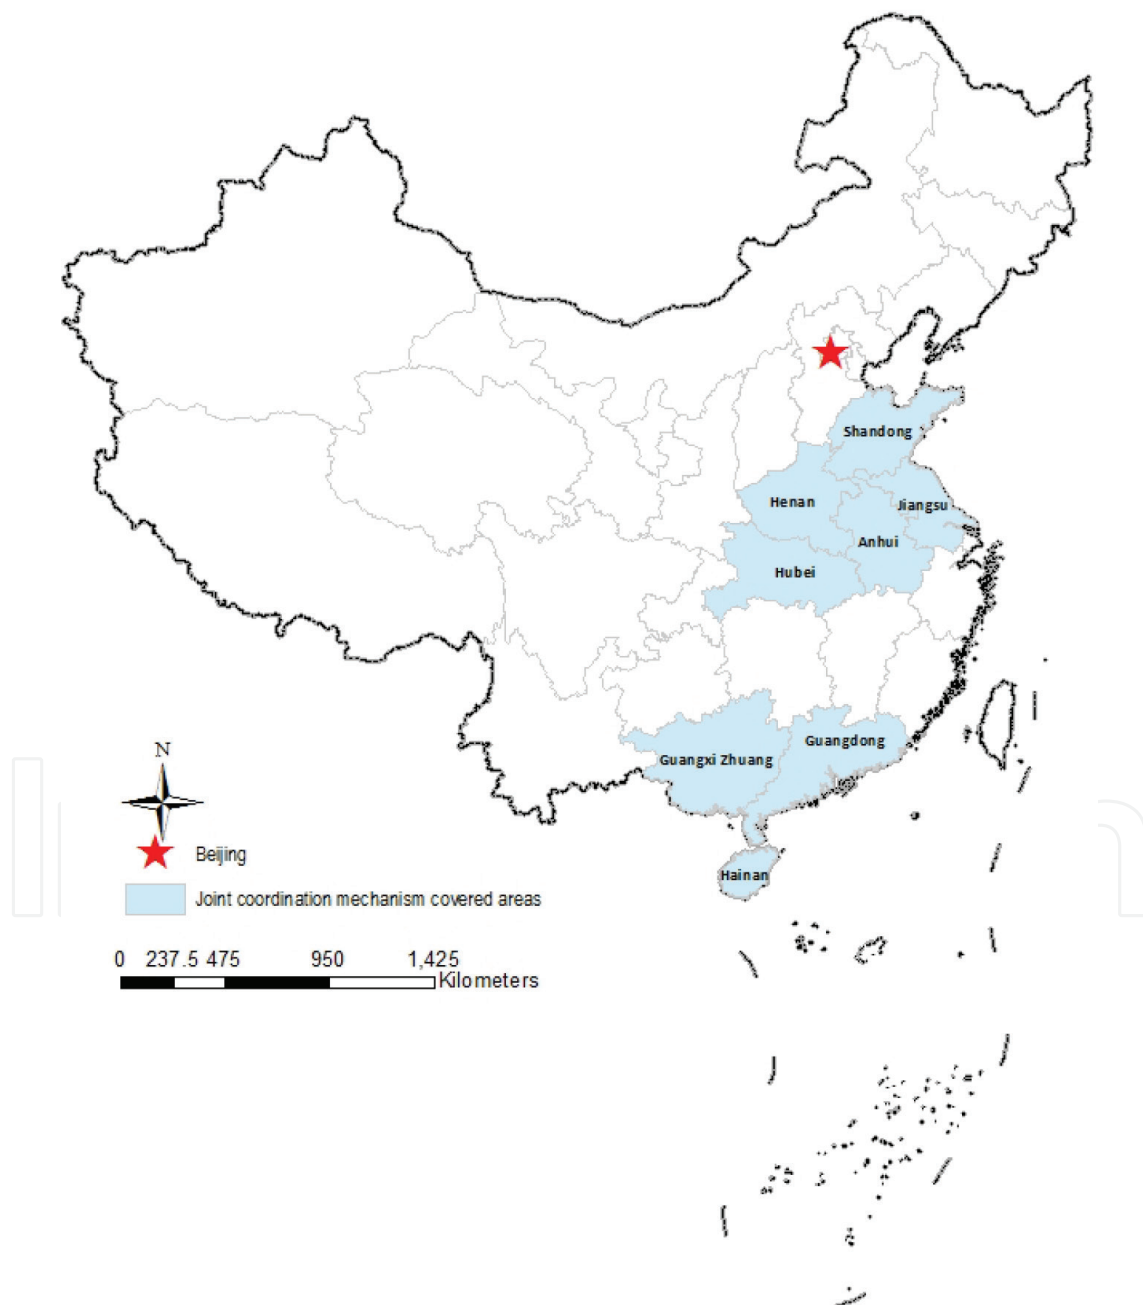 Shandong
Henan
Jiangsu
Anhui
Hubei
Guangdong
Guangxi Zhuang
Hainan
N
Beijing
Joint coordination mechanism covered areas
0 237.5 475 950 1,425
Kilometers